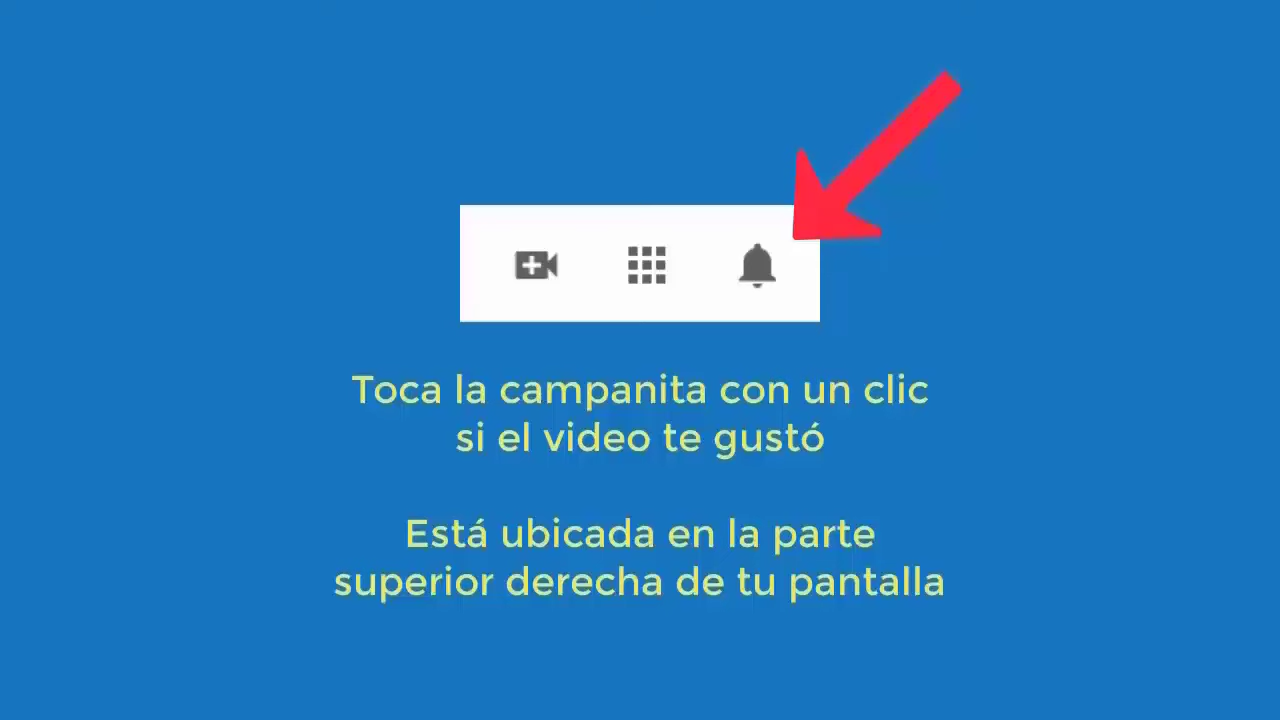 Toca la campanita con un clic
si el video te gustó
Está ubicada en la parte
superior derecha de tu pantalla